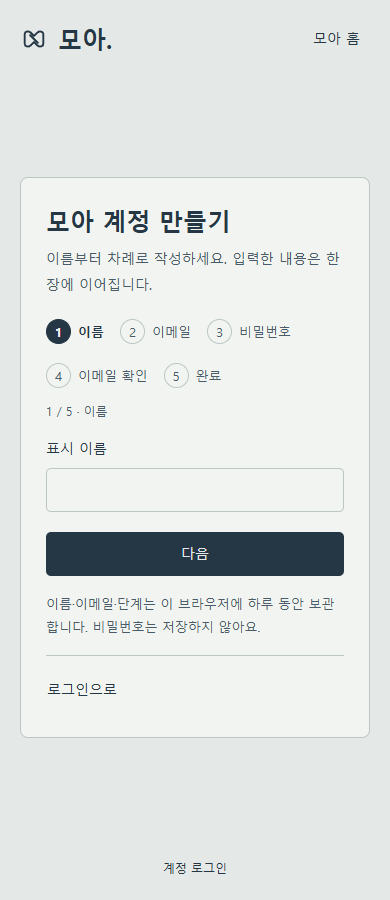 모아.
모아 홈
모아 계정 만들기
이름부터 차례로 작성하세요. 입력한 내용은 한
장에 이어집니다.
1 이름 2 이메일 3 비밀번호
4 이메일 확인 5 완료
1 / 5 · 이름
표시 이름
다음
이름·이메일·단계는 이 브라우저에 하루 동안 보관
합니다. 비밀번호는 저장하지 않아요.
로그인으로
계정 로그인